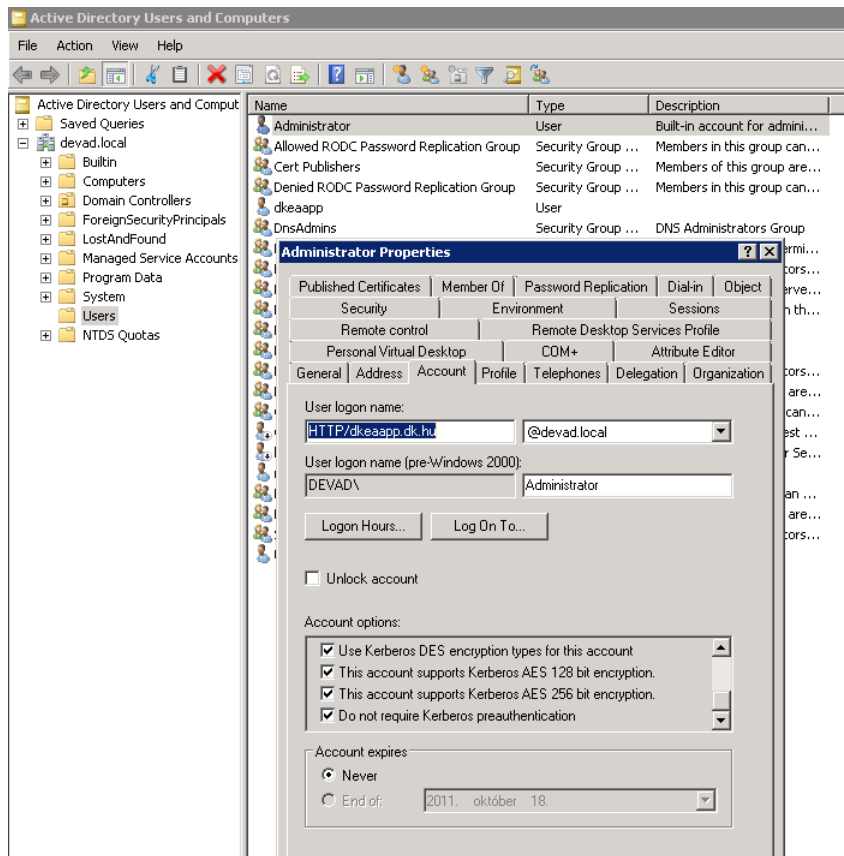 Active Directory Users and Computers
File Action View Help
Active Directory Users and Comput
Saved Queries
devad.local
Builtin
Computers
Domain Controllers
ForeignSecurityPrincipals
LostAndFound
Managed Service Accounts
Program Data
System
Users
NTDS Quotas
Name Type Description
Administrator User Built-in account for admini...
Allowed RODC Password Replication Group Security Group ... Members in this group can...
Cert Publishers Security Group ... Members of this group are...
Denied RODC Password Replication Group Security Group ... Members in this group can...
dkeaapp User
DnsAdmins Security Group ... DNS Administrators Group
Administrator Properties
Published Certificates Member Of Password Replication Dial-in Object
Security Environment Sessions
Remote control Remote Desktop Services Profile
Personal Virtual Desktop COM+ Attribute Editor
General Address Account Profile Telephones Delegation Organization
User logon name:
HTTP/dkeaapp.dk.hu @devad.local
User logon name (pre-Windows 2000):
DEVAD\ Administrator
Logon Hours... Log On To...
Unlock account
Account options:
Use Kerberos DES encryption types for this account
This account supports Kerberos AES 128 bit encryption.
This account supports Kerberos AES 256 bit encryption.
Do not require Kerberos preauthentication
Account expires
Never
End of: 2011. október 18.